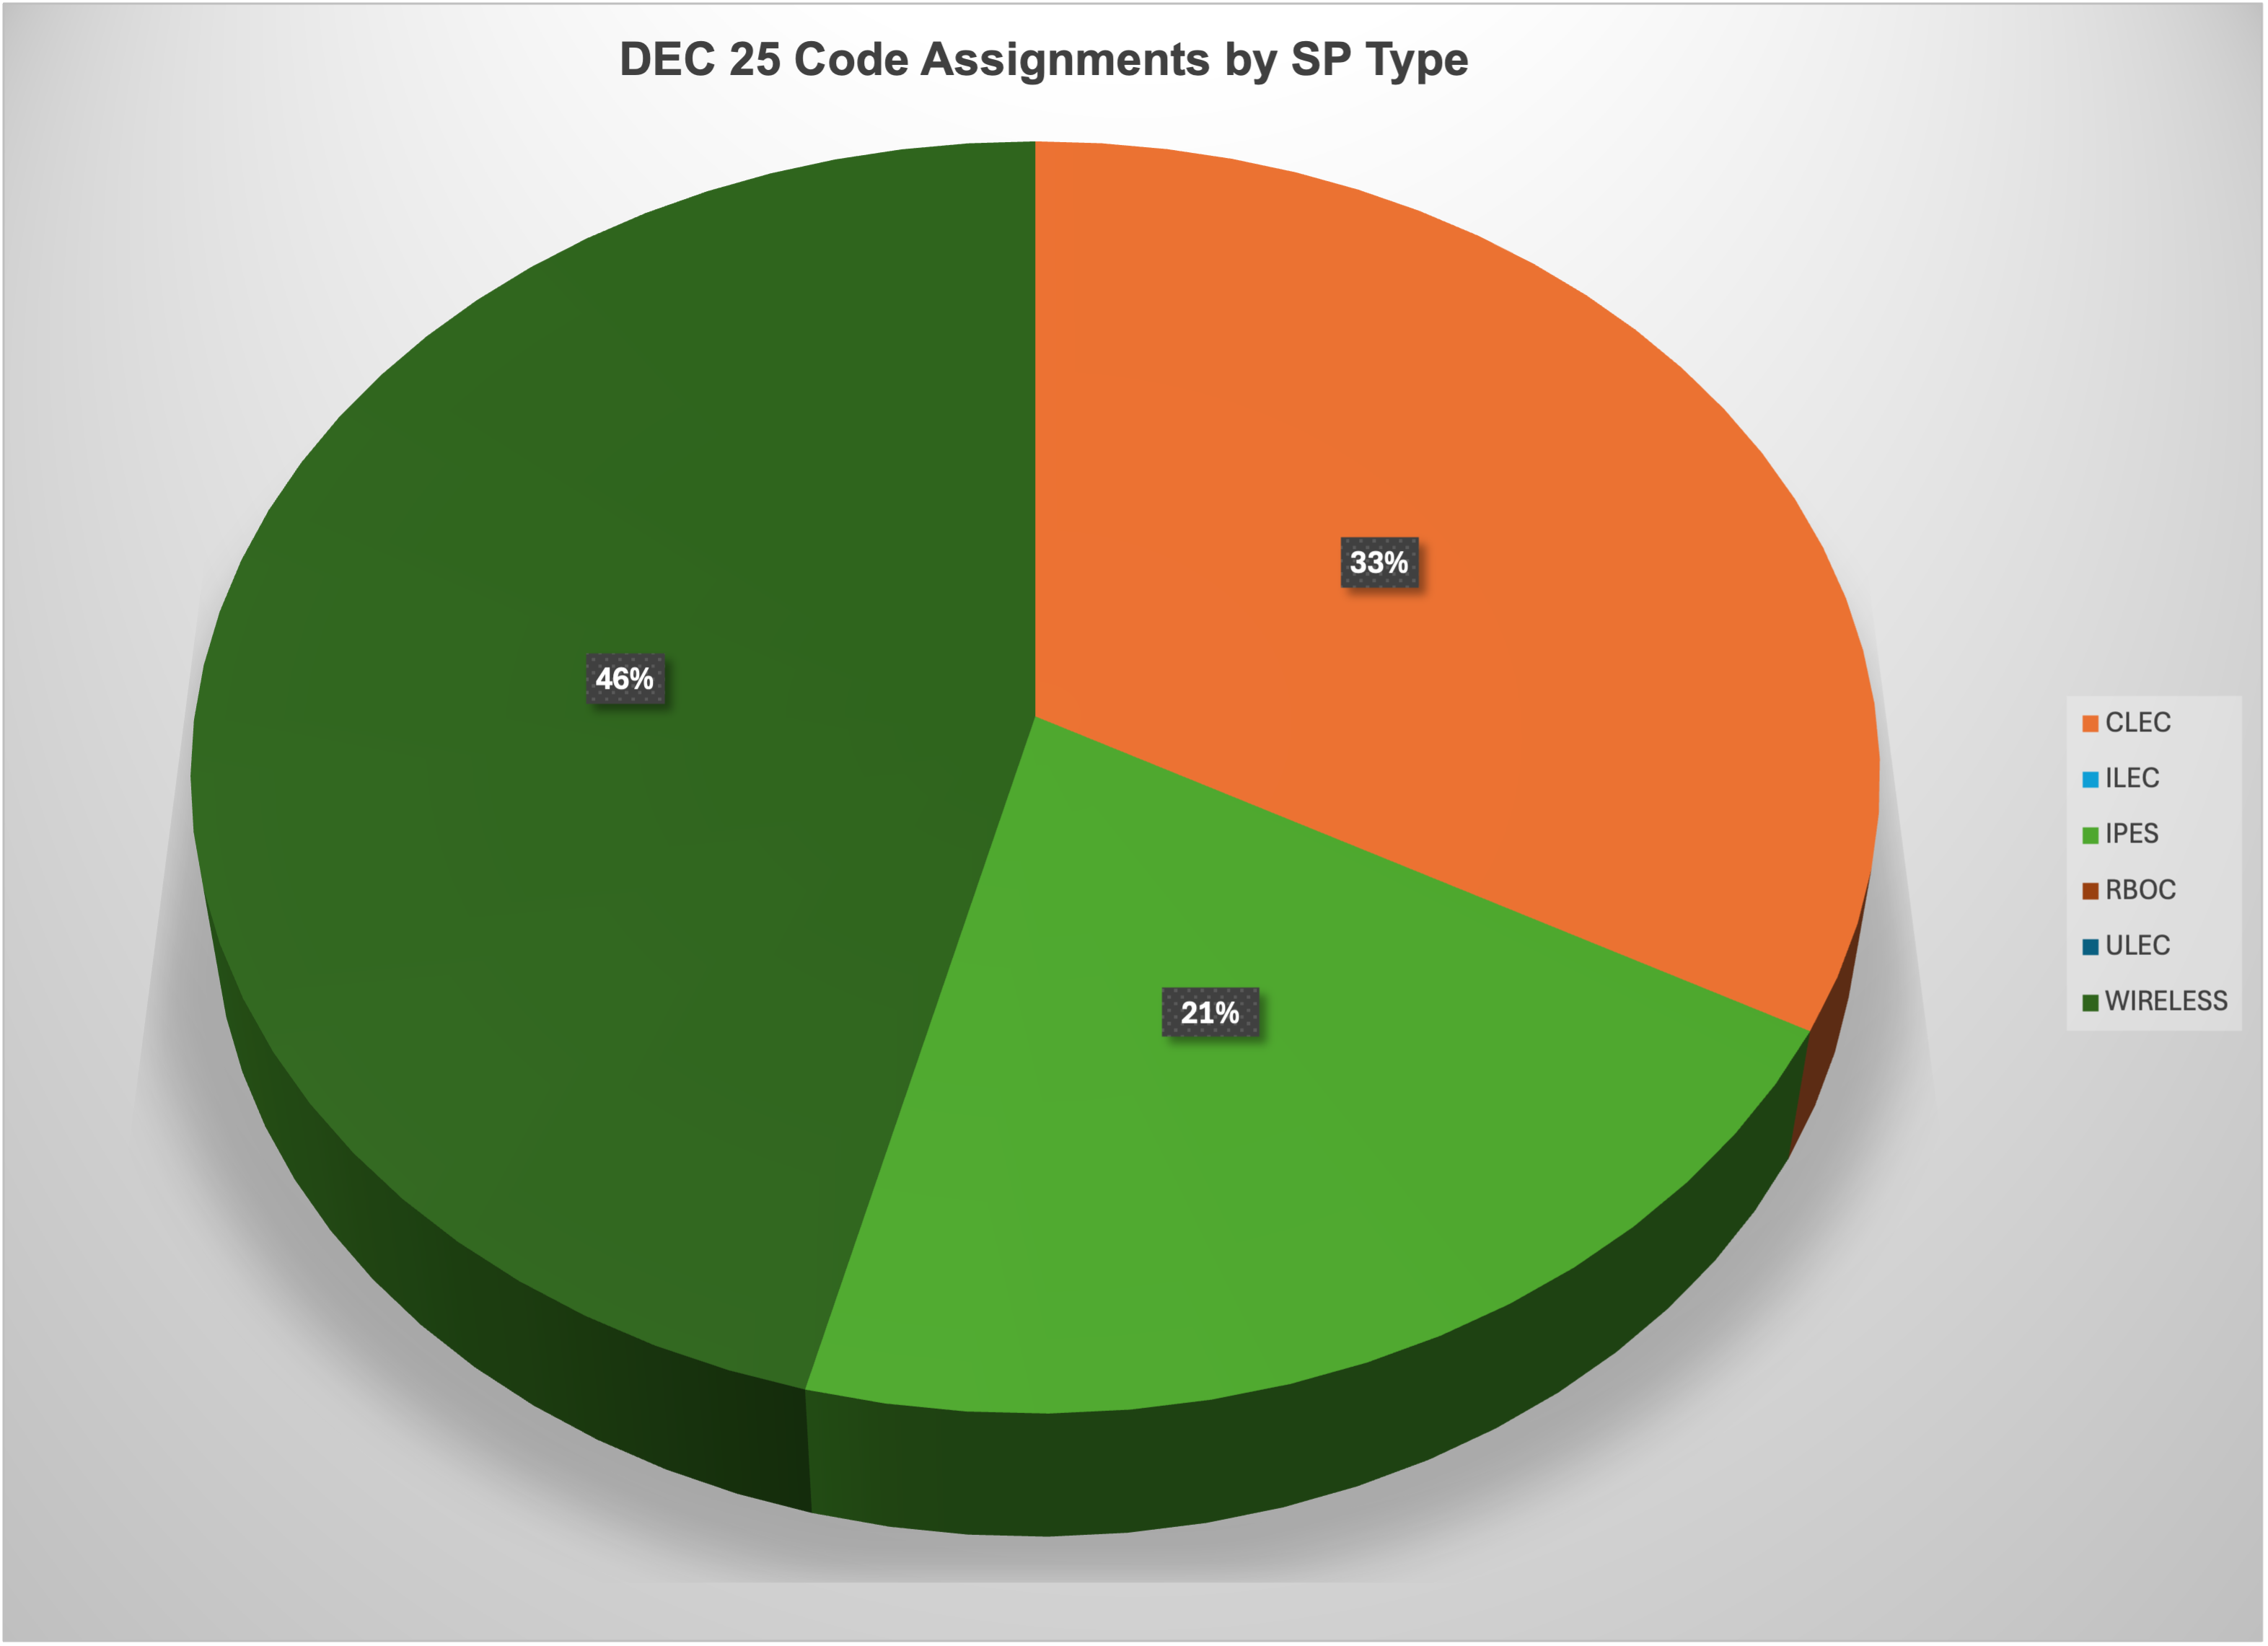 DEC 25 Code Assignments by SP Type
33%
46%
21%
CLEC
ILEC
IPES
RBOC
ULEC
WIRELESS